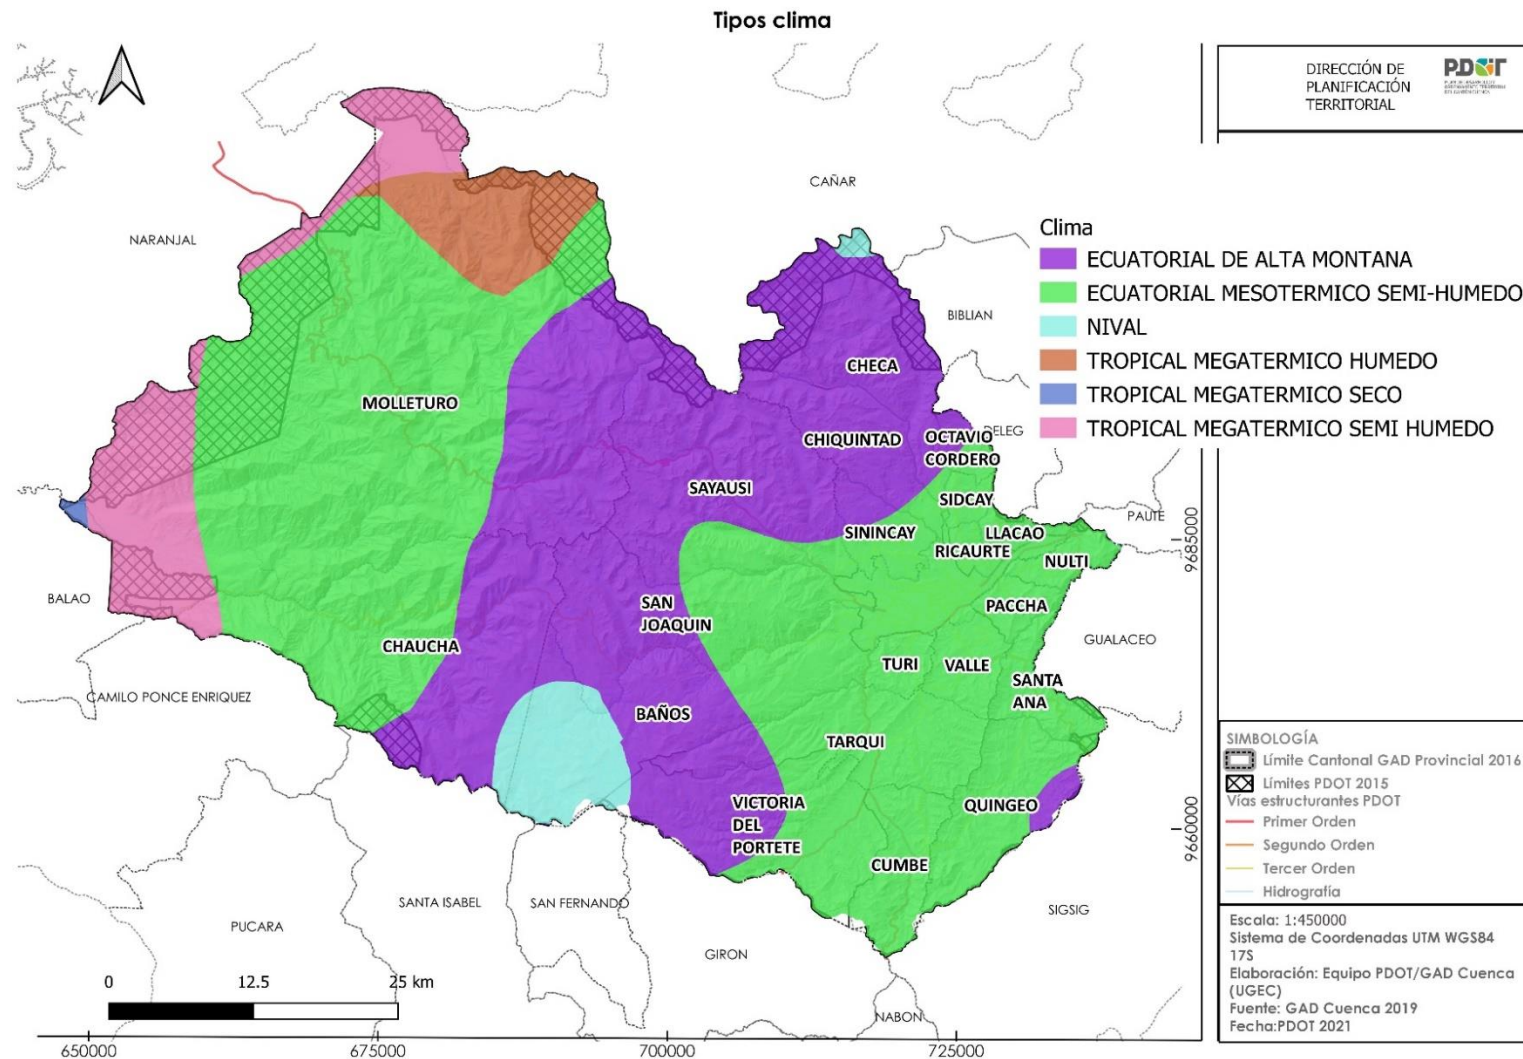 Tipos clima
DIRECCIÓN DE
PLANIFICACIÓN
TERRITORIAL
PDOT
CAÑAR
NARANJAL
Clima
ECUATORIAL DE ALTA MONTANA
ECUATORIAL MESOTERMICO SEMI-HUMEDO
NIVAL
TROPICAL MEGATERMICO HUMEDO
TROPICAL MEGATERMICO SECO
TROPICAL MEGATERMICO SEMI HUMEDO
BIBLIAN
CHECA
MOLLETURO
CHIQUINTAD
OCTAVIO
CORDERO
DELEG
SAYAUSI
SIDCAY
SININCAY
LLACAO
RICAURTE
NULTI
PAUTE
9685000
BALAO
SAN
JOAQUIN
PACCHA
GUALACEO
CHAUCHA
TURI
VALLE
SANTA
ANA
CAMILO PONCE ENRIQUEZ
BAÑOS
TARQUI
VICTORIA
DEL
PORTETE
QUINGEO
9660000
CUMBE
SANTA ISABEL
SAN FERNANDO
SIGSIG
PUCARA
GIRON
NABON
0
12.5
25 km
650000
675000
700000
725000
SIMBOLOGÍA
Límite Cantonal GAD Provincial 2016
Límites PDOT 2015
Vías estructurantes PDOT
Primer Orden
Segundo Orden
Tercer Orden
Hidrografía
Escala: 1:450000
Sistema de Coordenadas UTM WGS84
17S
Elaboración: Equipo PDOT/GAD Cuenca
(UGEC)
Fuente: GAD Cuenca 2019
Fecha:PDOT 2021